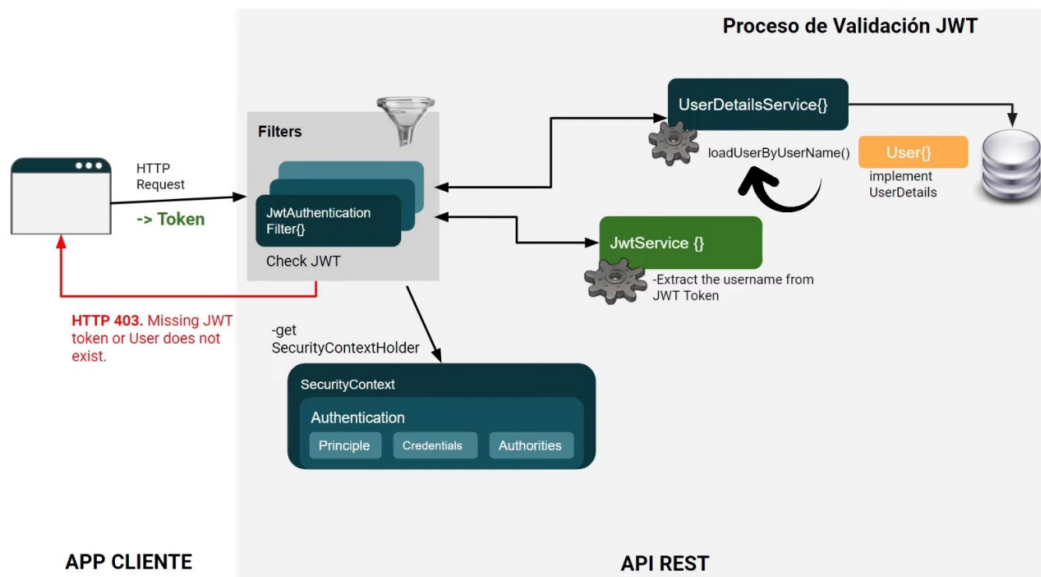 Proceso de Validación JWT
UserDetailsService{}
loadUserByUserName()
User{}
implement
UserDetails
Filters
HTTP
Request
-> Token
JwtAuthentication
Filter{}
Check JWT
JwtService {}
-Extract the username from
JWT Token
HTTP 403. Missing JWT
token or User does not
exist.
-get
SecurityContextHolder
SecurityContext
Authentication
Principle
Credentials
Authorities
APP CLIENTE
API REST